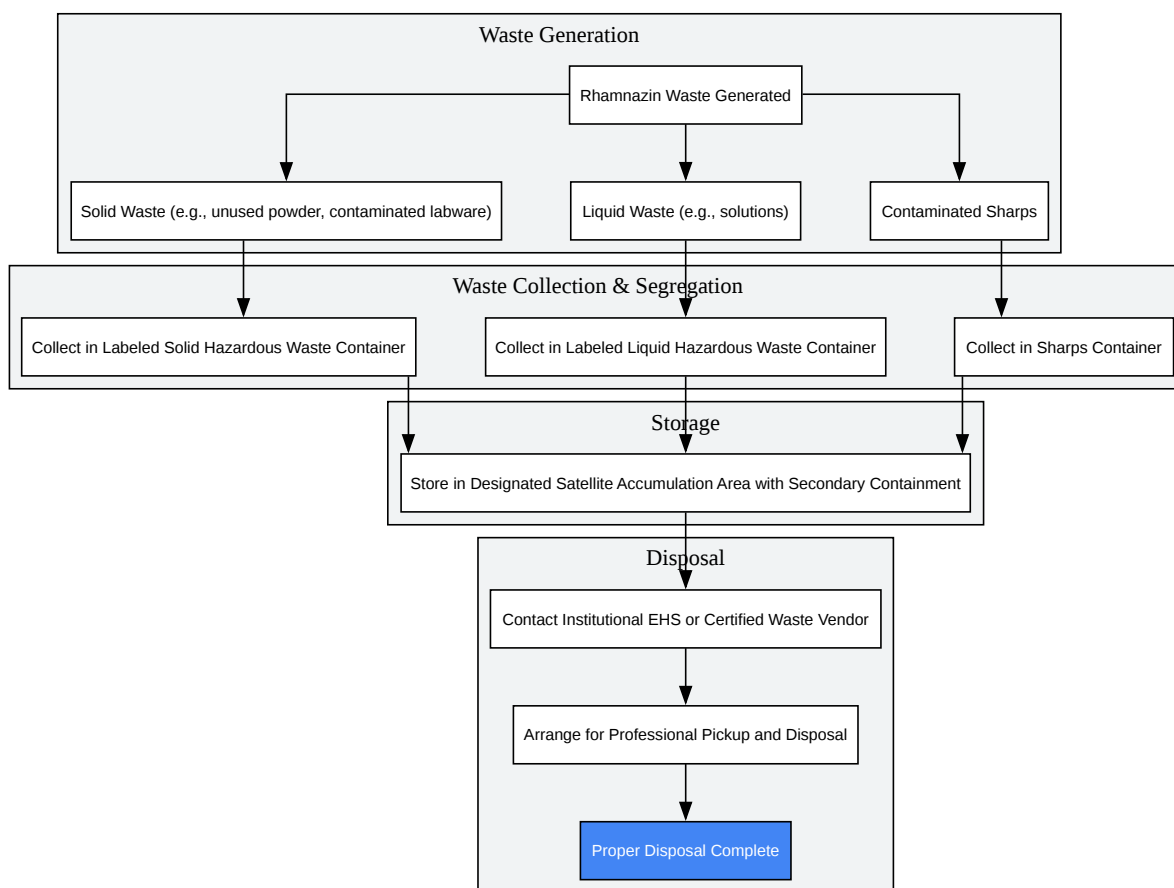 Waste Generation
Rhamnazin Waste Generated
Solid Waste (e.g., unused powder, contaminated labware)
Liquid Waste (e.g., solutions)
Contaminated Sharps
Waste Collection & Segregation
Collect in Labeled Solid Hazardous Waste Container
Collect in Labeled Liquid Hazardous Waste Container
Collect in Sharps Container
Storage
Store in Designated Satellite Accumulation Area with Secondary Containment
Disposal
Contact Institutional EHS or Certified Waste Vendor
Arrange for Professional Pickup and Disposal
Proper Disposal Complete